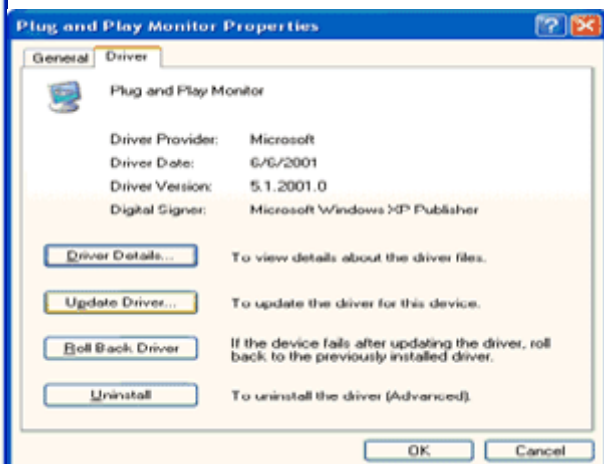 Plug and Play Monitor Properties
General Driver
Plug and Play Monitor
Driver Provider: Microsoft
Driver Date: 6/6/2001
Driver Version: 5.1.2001.0
Digital Signer: Microsoft Windows XP Publisher
Driver Details... To view details about the driver files.
Update Driver... To update the driver for this device.
Roll Back Driver If the device fails after updating the driver, roll
back to the previously installed driver.
Uninstall To uninstall the driver (Advanced).
OK Cancel